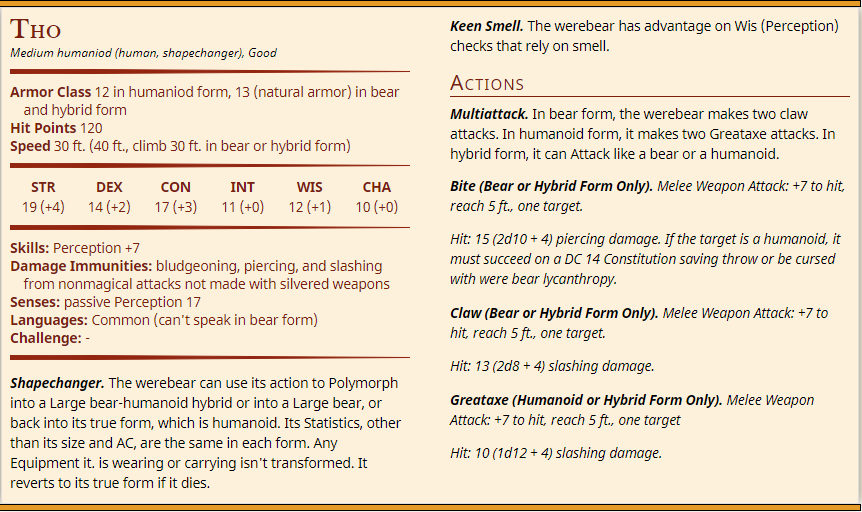 Tho
Medium humaniod (human, shapechanger), Good
Armor Class 12 in humaniod form, 13 (natural armor) in bear
and hybrid form
Hit Points 120
Speed 30 ft. (40 ft., climb 30 ft. in bear or hybrid form)
STR DEX CON INT WIS CHA
19 (+4) 14 (+2) 17 (+3) 11 (+0) 12 (+1) 10 (+0)
Skills: Perception +7
Damage Immunities: bludgeoning, piercing, and slashing
from nonmagical attacks not made with silvered weapons
Senses: passive Perception 17
Languages: Common (can't speak in bear form)
Challenge: -
Shapechanger. The werebear can use its action to Polymorph
into a Large bear-humanoid hybrid or into a Large bear, or
back into its true form, which is humanoid. Its Statistics, other
than its size and AC, are the same in each form. Any
Equipment it. is wearing or carrying isn't transformed. It
reverts to its true form if it dies.
Keen Smell. The werebear has advantage on Wis (Perception)
checks that rely on smell.
Actions
Multiattack. In bear form, the werebear makes two claw
attacks. In humanoid form, it makes two Greataxe attacks. In
hybrid form, it can Attack like a bear or a humanoid.
Bite (Bear or Hybrid Form Only). Melee Weapon Attack: +7 to hit,
reach 5 ft., one target.
Hit: 15 (2d10 + 4) piercing damage. If the target is a humanoid, it
must succeed on a DC 14 Constitution saving throw or be cursed
with were bear lycanthropy.
Claw (Bear or Hybrid Form Only). Melee Weapon Attack: +7 to
hit, reach 5 ft., one target.
Hit: 13 (2d8 + 4) slashing damage.
Greataxe (Humanoid or Hybrid Form Only). Melee Weapon
Attack: +7 to hit, reach 5 ft., one target
Hit: 10 (1d12 + 4) slashing damage.